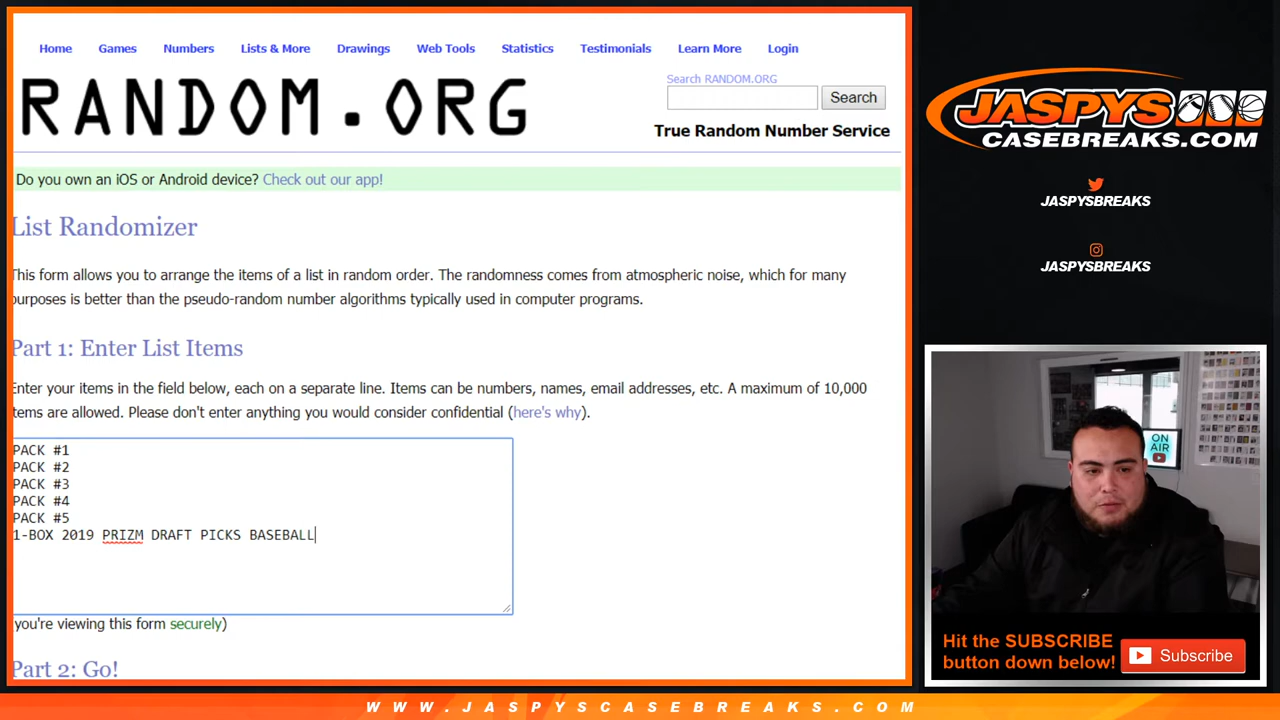 Home Games Numbers Lists & More Drawings Web Tools Statistics Testimonials Learn More Login
RANDOM.ORG
Search RANDOM.ORG
Search
True Random Number Service
Do you own an iOS or Android device? Check out our app!
List Randomizer
This form allows you to arrange the items of a list in random order. The randomness comes from atmospheric noise, which for many
purposes is better than the pseudo-random number algorithms typically used in computer programs.
Part 1: Enter List Items
Enter your items in the field below, each on a separate line. Items can be numbers, names, email addresses, etc. A maximum of 10,000
items are allowed. Please don't enter anything you would consider confidential (here's why).
PACK #1
PACK #2
PACK #3
PACK #4
PACK #5
1-BOX 2019 PRIZM DRAFT PICKS BASEBALL
(you're viewing this form securely)
Part 2: Go!
JASPYS
CASEBREAKS.COM
JASPYSBREAKS
JASPYSBREAKS
ON
AIR
Hit the SUBSCRIBE
button down below!
Subscribe
WWW.JASPYSCASEBREAKS.COM